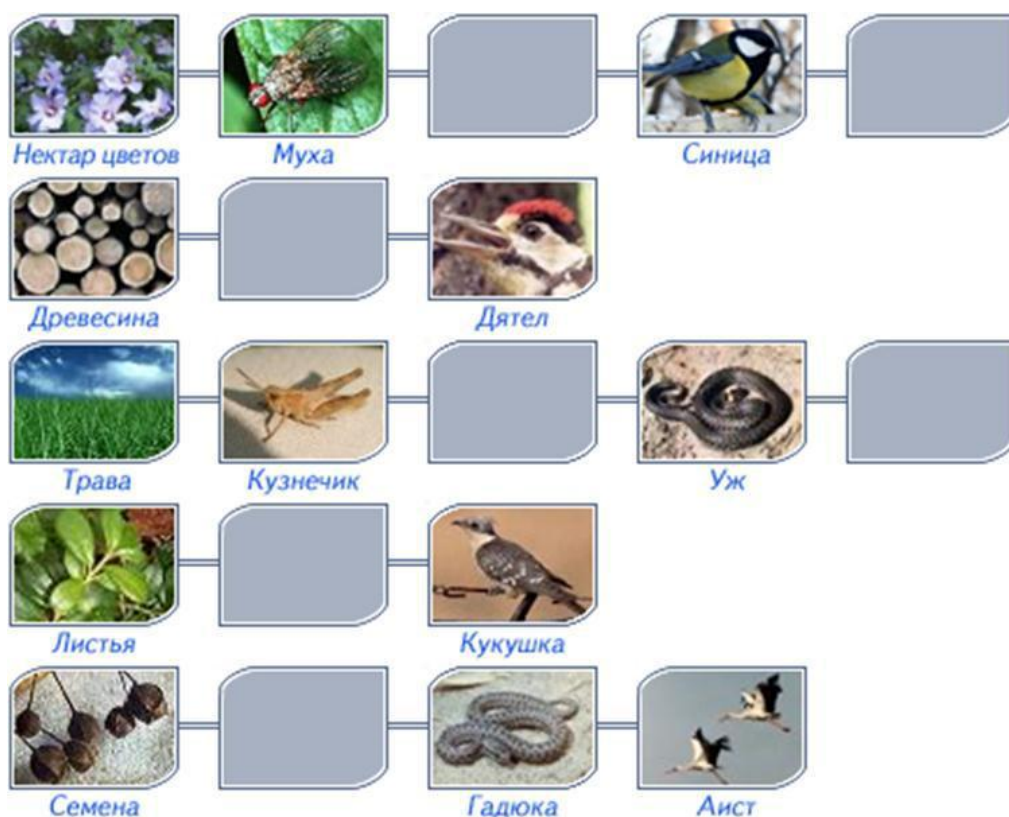 Нектар цветов Муха Синица
Древесина Дятел
Трава Кузнечик Уж
Листья Кукушка
Семена Гадюка Аист